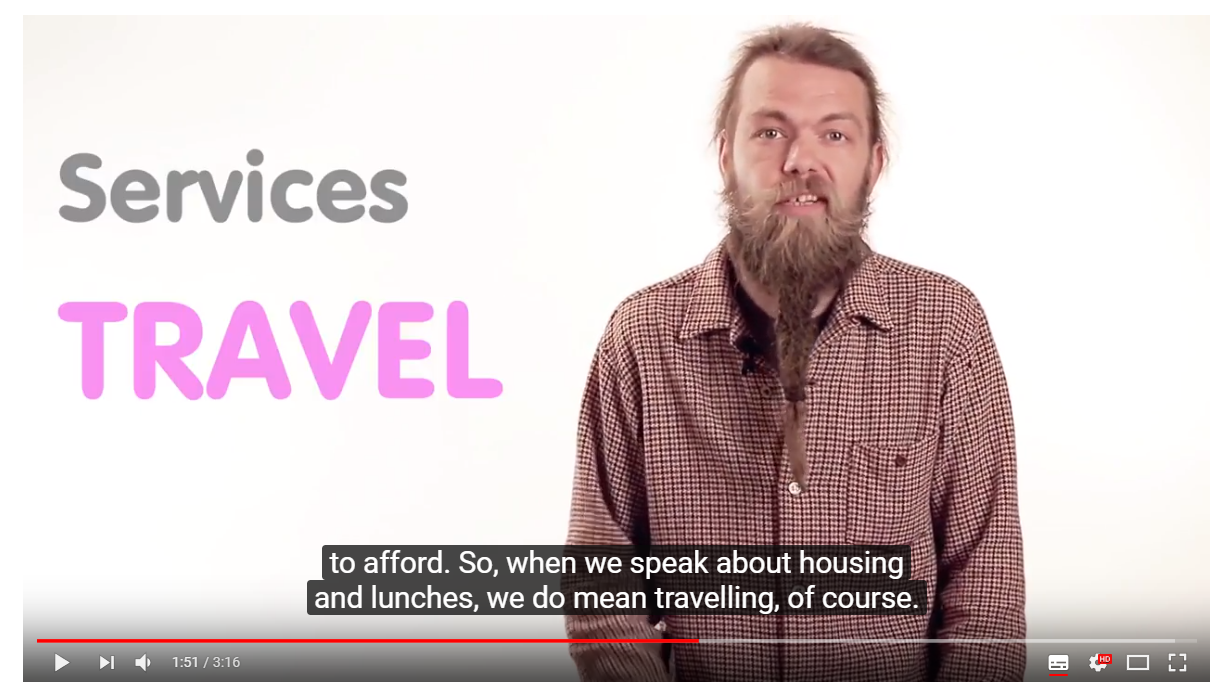 Services
TRAVEL
to afford. So, when we speak about housing
and lunches, we do mean travelling, of course.
1:51 / 3:16
HD